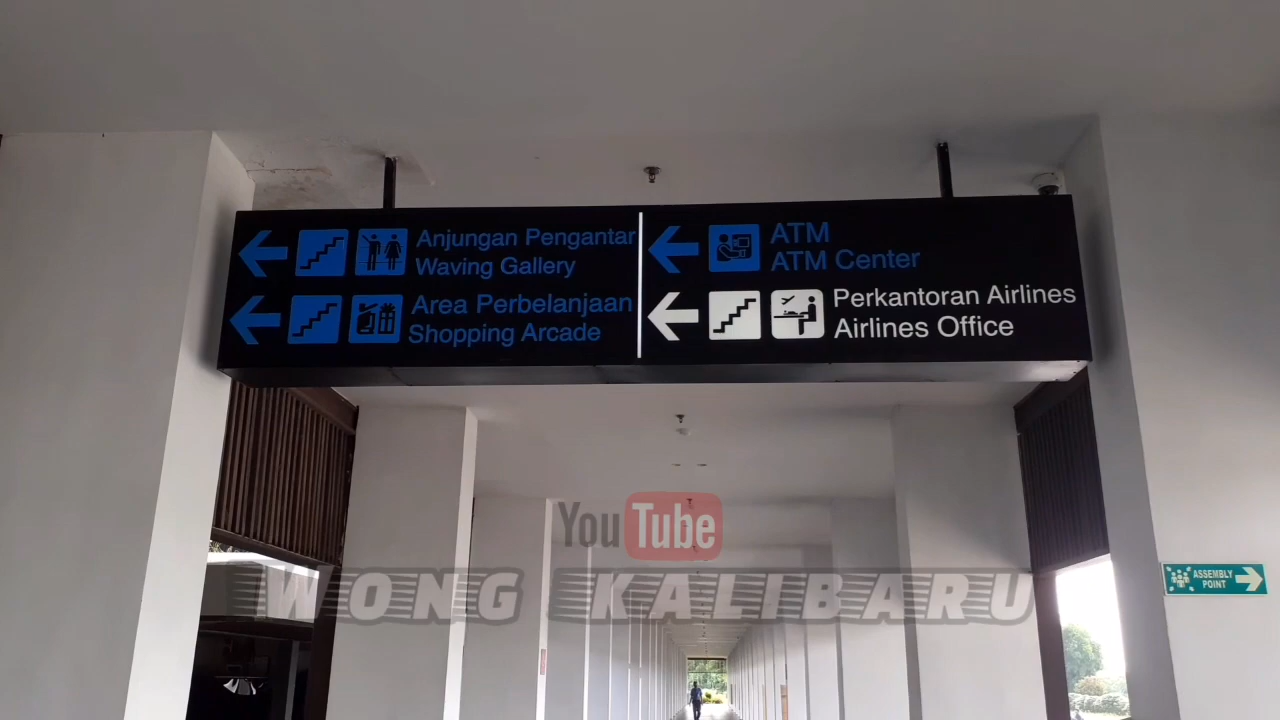 Anjungan Pengantar
Waving Gallery
Area Perbelanjaan
Shopping Arcade
ATM
ATM Center
Perkantoran Airlines
Airlines Office
YouTube
WONG KALIBARU
ASSEMBLY
POINT